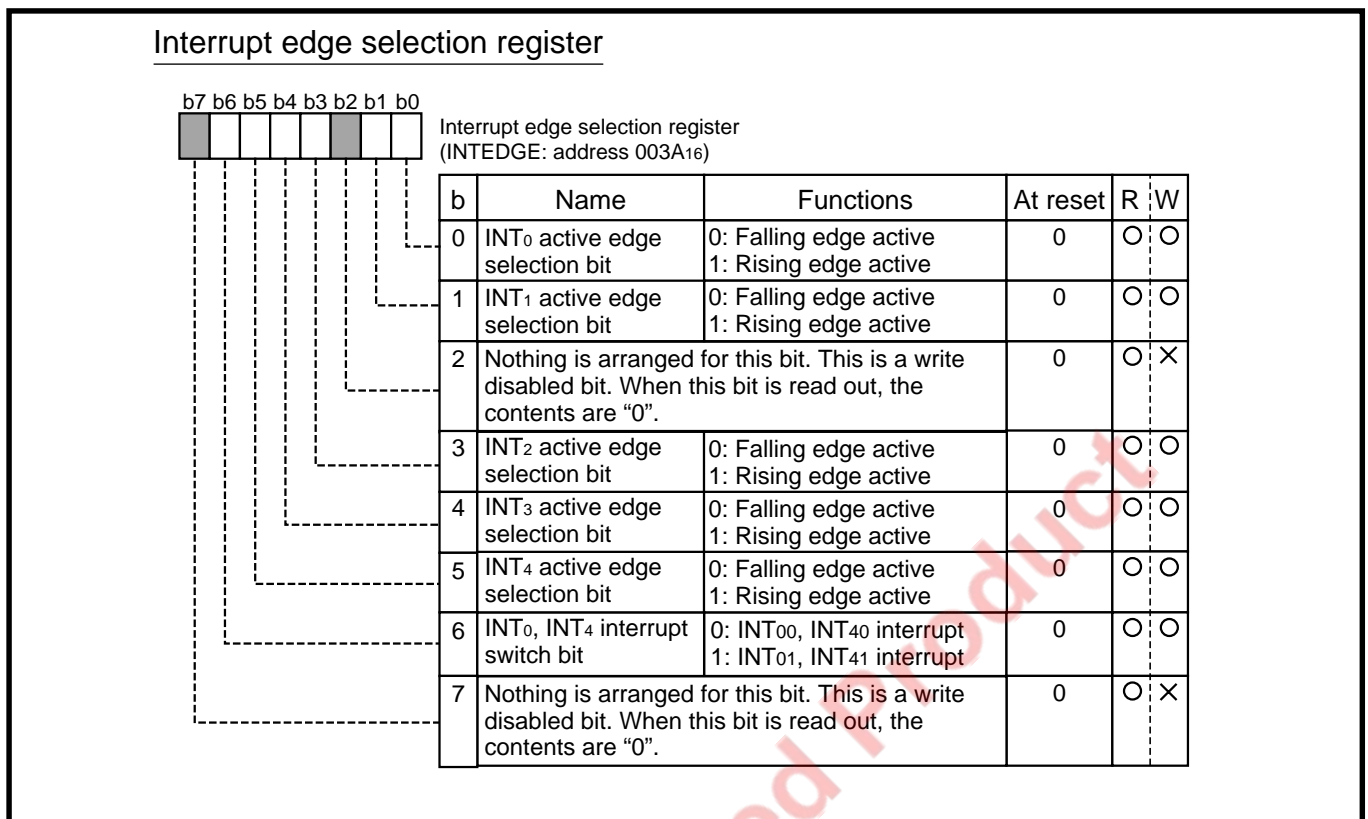 Interrupt edge selection register
b7 b6 b5 b4 b3 b2 b1 b0
Interrupt edge selection register
(INTEDGE: address 003A16)
b Name Functions At reset R W
0 INT0 active edge 0: Falling edge active 0 O O
selection bit 1: Rising edge active
1 INT1 active edge 0: Falling edge active 0 O O
selection bit 1: Rising edge active
2 Nothing is arranged for this bit. This is a write 0 O ×
disabled bit. When this bit is read out, the
contents are “0”.
3 INT2 active edge 0: Falling edge active 0 O O
selection bit 1: Rising edge active
4 INT3 active edge 0: Falling edge active 0 O O
selection bit 1: Rising edge active
5 INT4 active edge 0: Falling edge active 0 O O
selection bit 1: Rising edge active
6 INT0, INT4 interrupt 0: INT00, INT40 interrupt 0 O O
switch bit 1: INT01, INT41 interrupt
7 Nothing is arranged for this bit. This is a write 0 O ×
disabled bit. When this bit is read out, the
contents are “0”.
ed Product